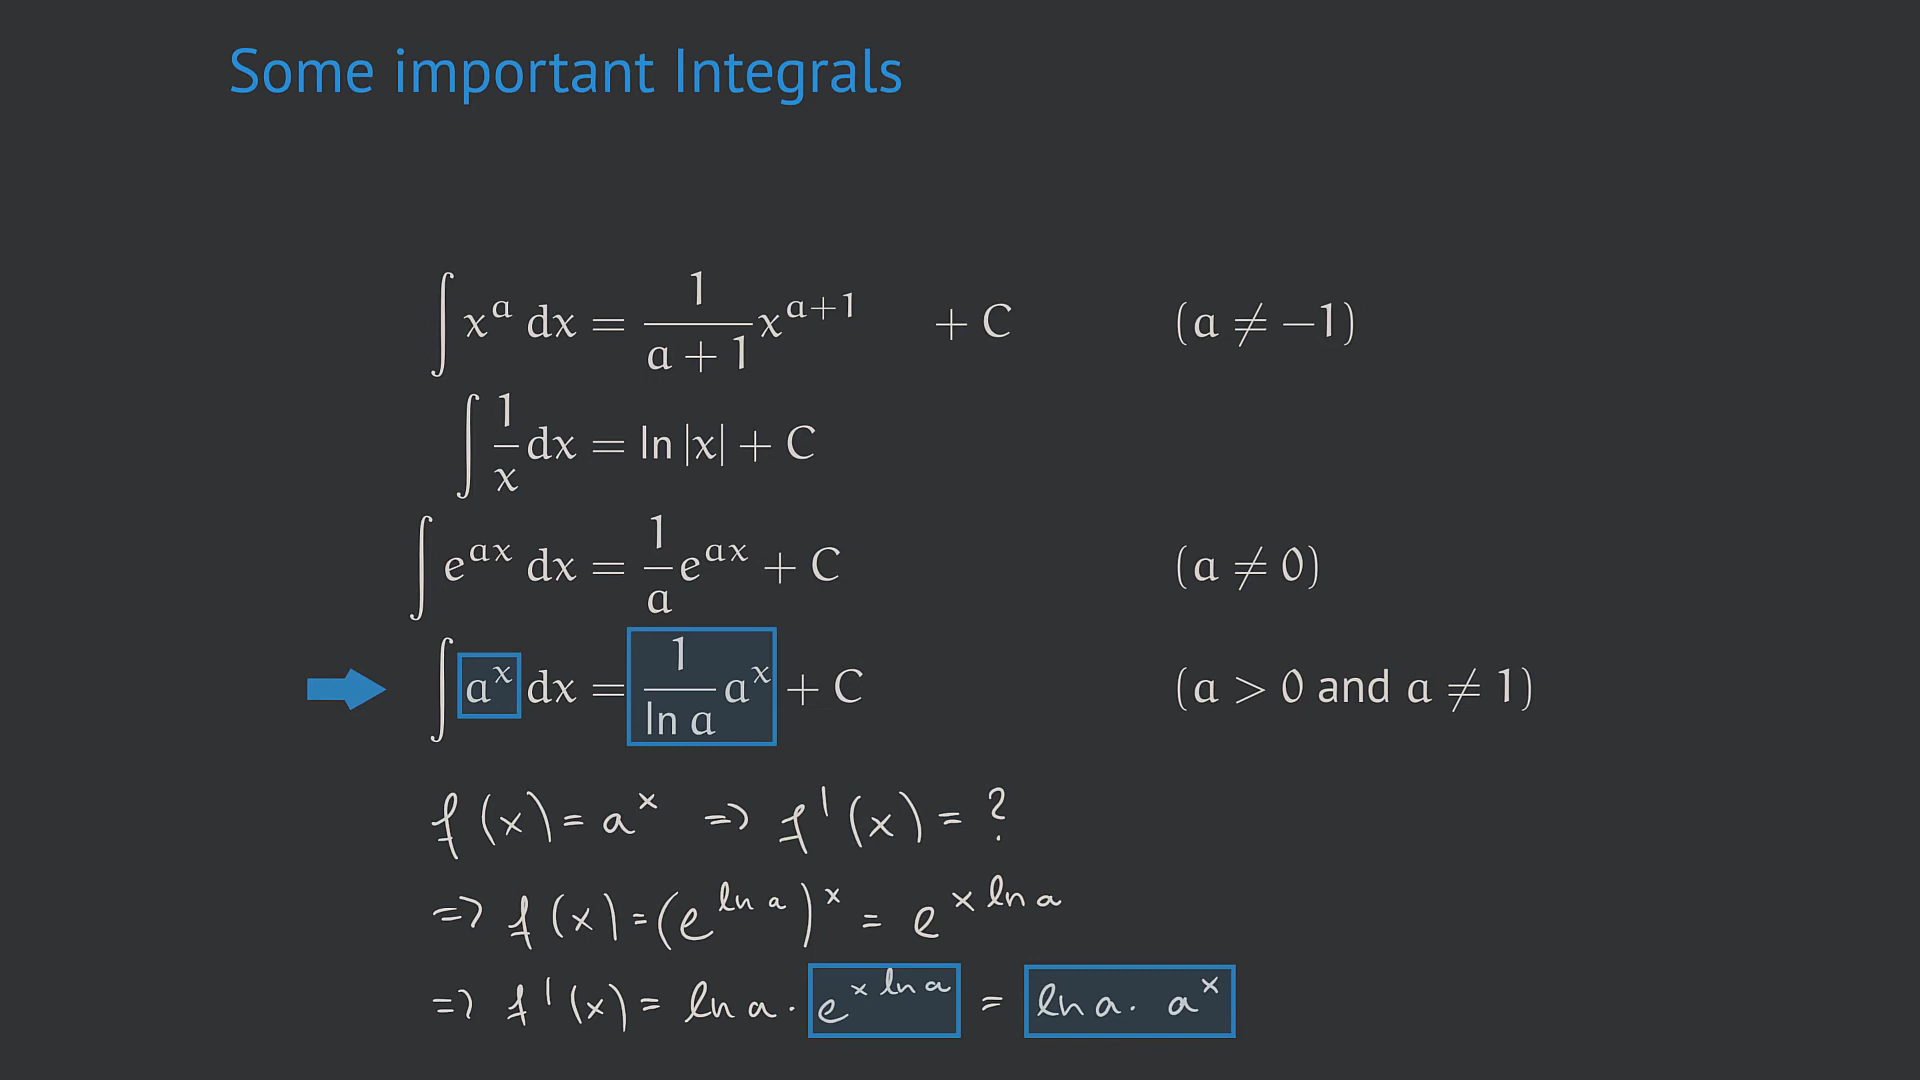 Some important Integrals
∫ x^a dx = 1/(a + 1) x^(a+1) + C (a ≠ −1)
∫ 1/x dx = ln |x| + C
∫ e^(ax) dx = 1/a e^(ax) + C (a ≠ 0)
∫ a^x dx = 1/(ln a) a^x + C (a > 0 and a ≠ 1)
f(x) = a^x => f'(x) = ?
=> f(x) = (e^(ln a))^x = e^(x ln a)
=> f'(x) = ln a · e^(x ln a) = ln a · a^x